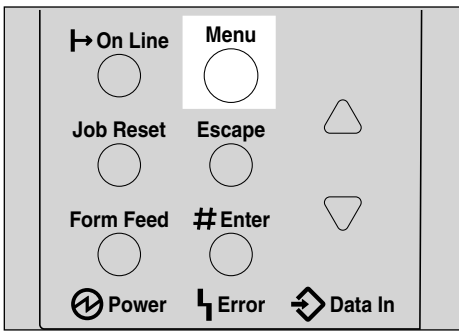 On Line
Menu
Job Reset
Escape
Form Feed
# Enter
Power
Error
Data In